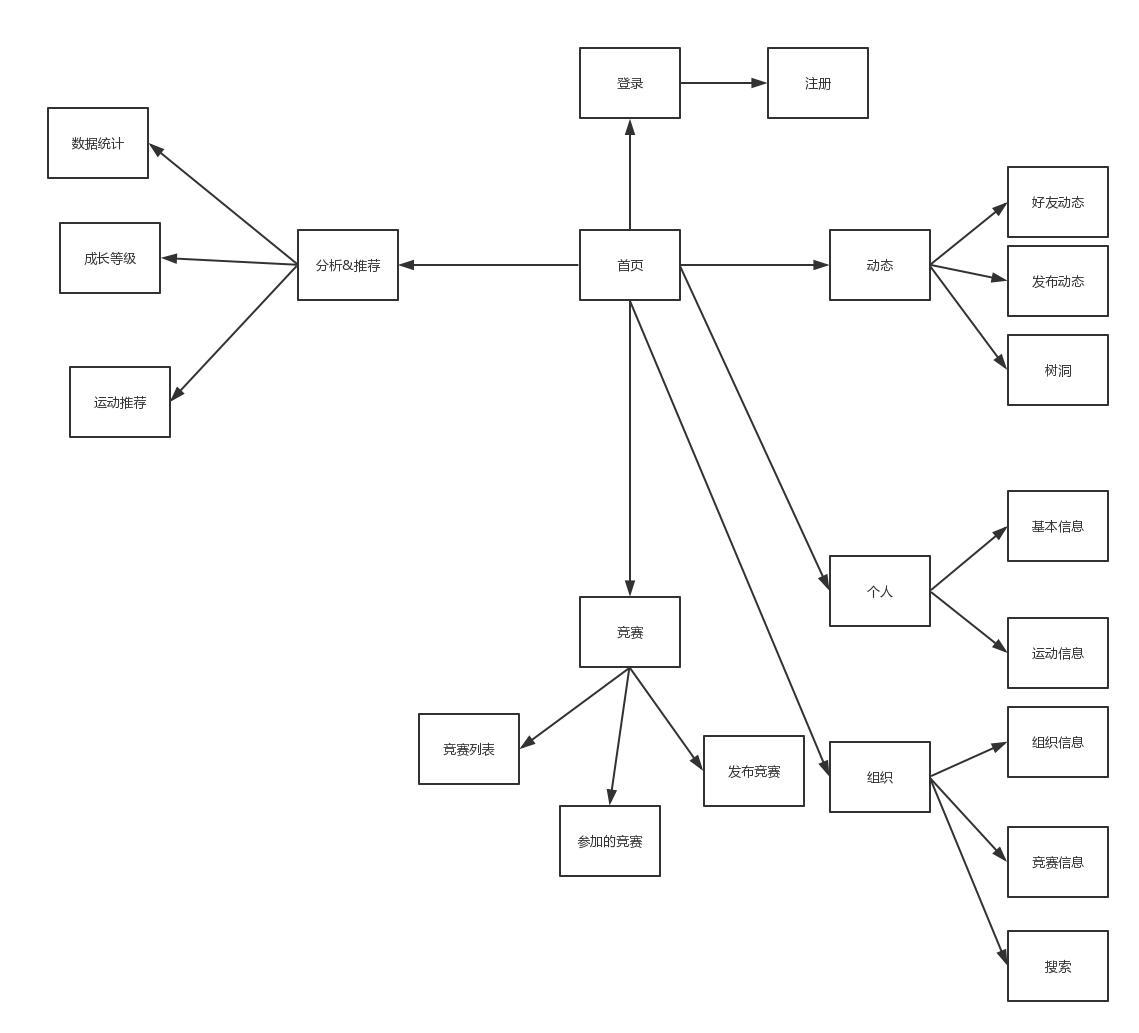 登录
注册
数据统计
好友动态
成长等级
分析&推荐
首页
动态
发布动态
树洞
运动推荐
基本信息
个人
竞赛
运动信息
竞赛列表
组织信息
发布竞赛
组织
参加的竞赛
竞赛信息
搜索